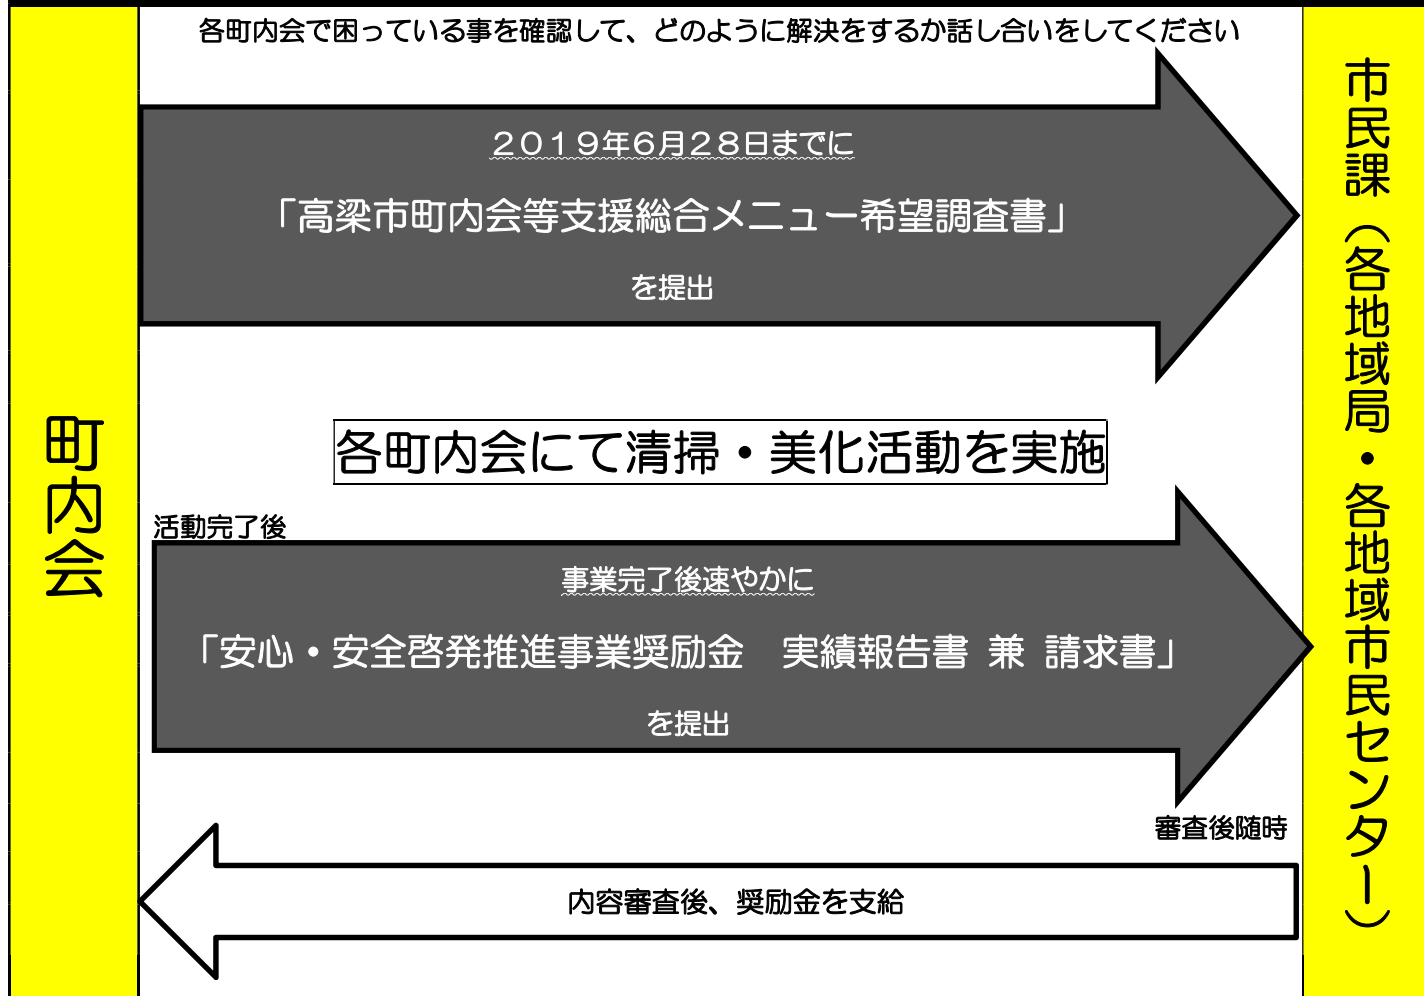 各町内会で困っている事を確認して、どのように解決をするか話し合いをしてください
２０１９年６月２８日までに
「高梁市町内会等支援総合メニュー希望調査書」
を提出
各町内会にて清掃・美化活動を実施
活動完了後
事業完了後速やかに
「安心・安全啓発推進事業奨励金　実績報告書 兼 請求書」
を提出
審査後随時
内容審査後、奨励金を支給
町内会
市民課（各地域局・各地域市民センター）